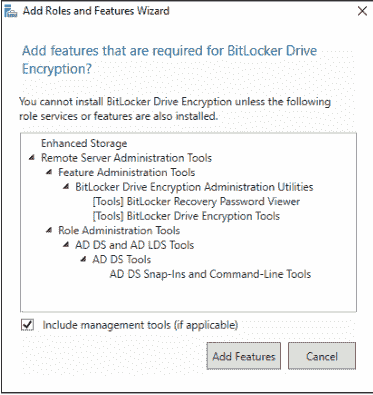 Add Roles and Features Wizard
Add features that are required for BitLocker Drive
Encryption?
You cannot install BitLocker Drive Encryption unless the following
role services or features are also installed.
Enhanced Storage
Remote Server Administration Tools
Feature Administration Tools
BitLocker Drive Encryption Administration Utilities
[Tools] BitLocker Recovery Password Viewer
[Tools] BitLocker Drive Encryption Tools
Role Administration Tools
AD DS and AD LDS Tools
AD DS Tools
AD DS Snap-Ins and Command-Line Tools
Include management tools (if applicable)
Add Features
Cancel